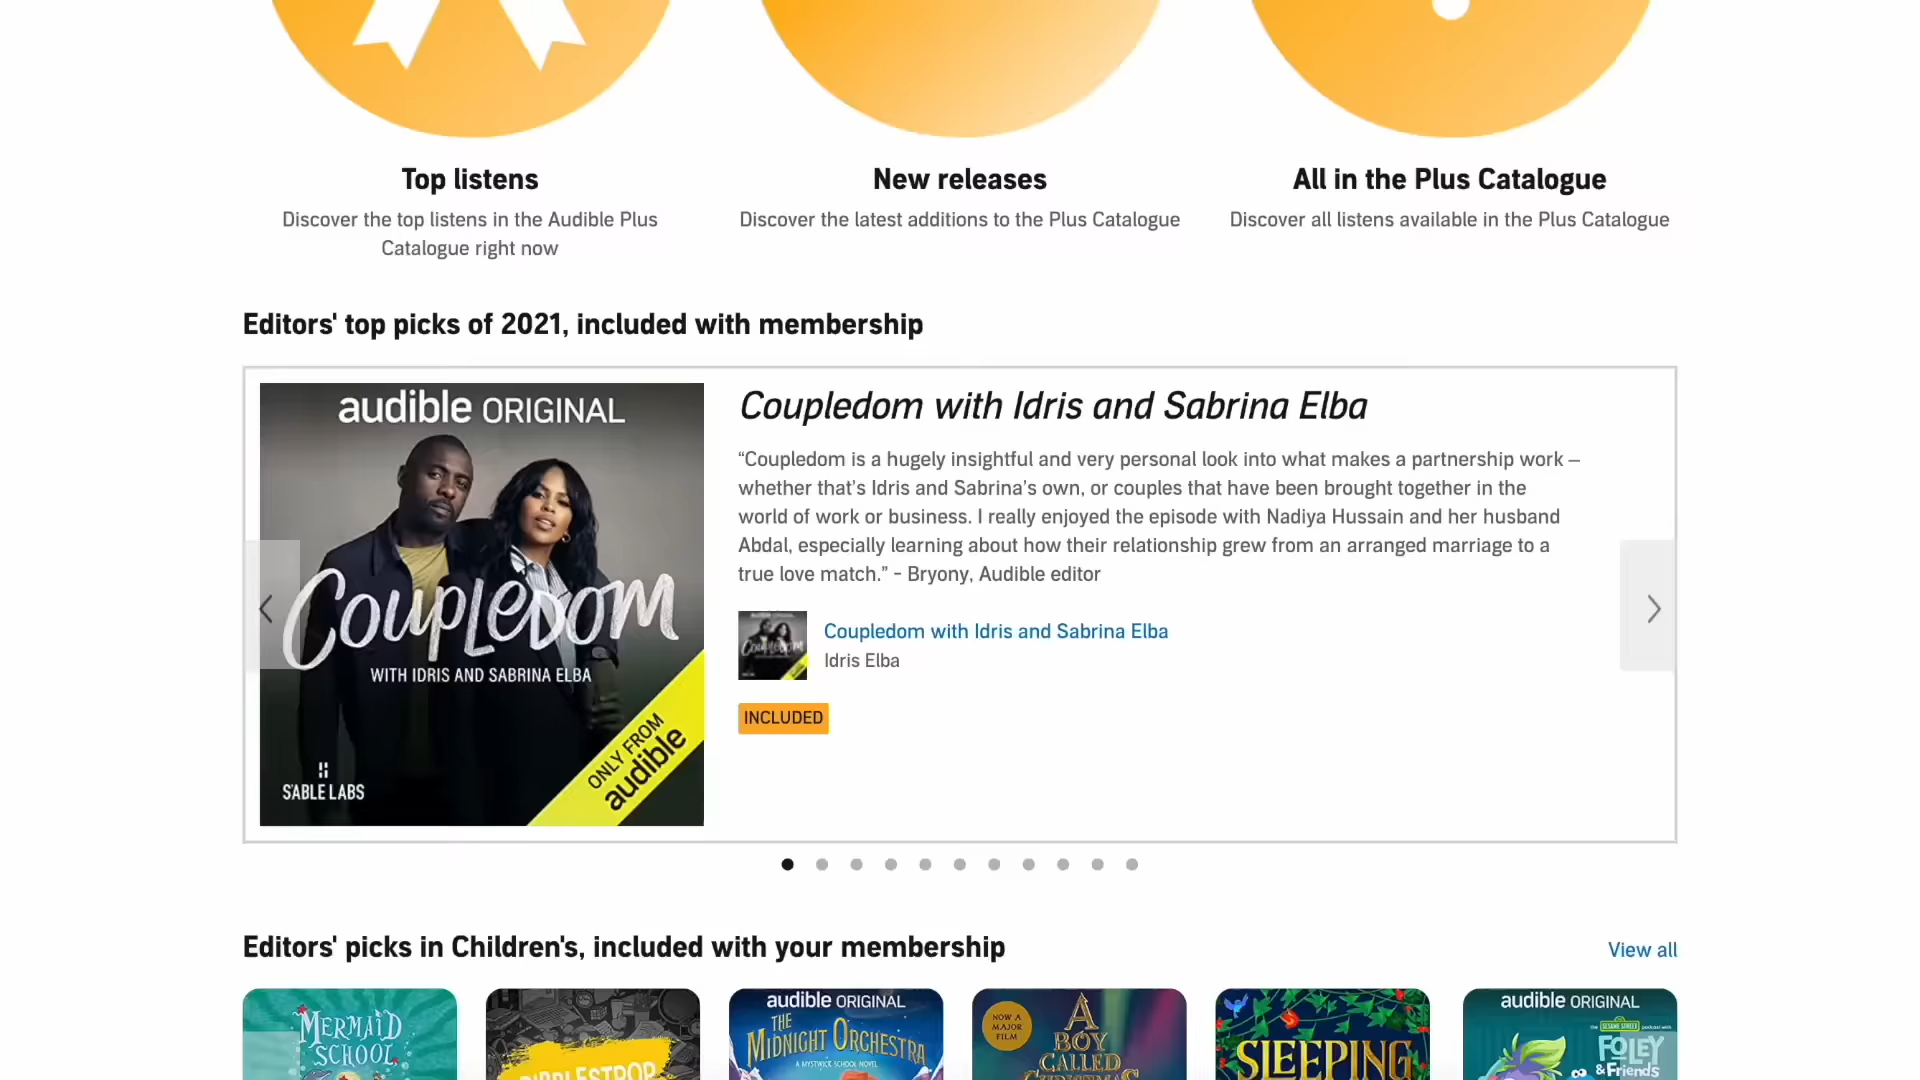 Top listens
Discover the top listens in the Audible Plus
Catalogue right now
New releases
Discover the latest additions to the Plus Catalogue
All in the Plus Catalogue
Discover all listens available in the Plus Catalogue
Editors' top picks of 2021, included with membership
audible ORIGINAL
COUPLEDOM
WITH IDRIS AND SABRINA ELBA
S'ABLE LABS
ONLY FROM
audible
Coupledom with Idris and Sabrina Elba
“Coupledom is a hugely insightful and very personal look into what makes a partnership work –
whether that’s Idris and Sabrina’s own, or couples that have been brought together in the
world of work or business. I really enjoyed the episode with Nadiya Hussain and her husband
Abdal, especially learning about how their relationship grew from an arranged marriage to a
true love match.” - Bryony, Audible editor
Coupledom with Idris and Sabrina Elba
Idris Elba
INCLUDED
Editors' picks in Children's, included with your membership
View all
MERMAID
SCHOOL
audible ORIGINAL
THE
MIDNIGHT ORCHESTRA
A MYSTWICK SCHOOL NOVEL
NOW A
MAJOR
FILM
A
BOY
CALLED
CHRISTMAS
SLEEPING
audible ORIGINAL
the SESAME STREET podcast with
FOLEY
& Friends